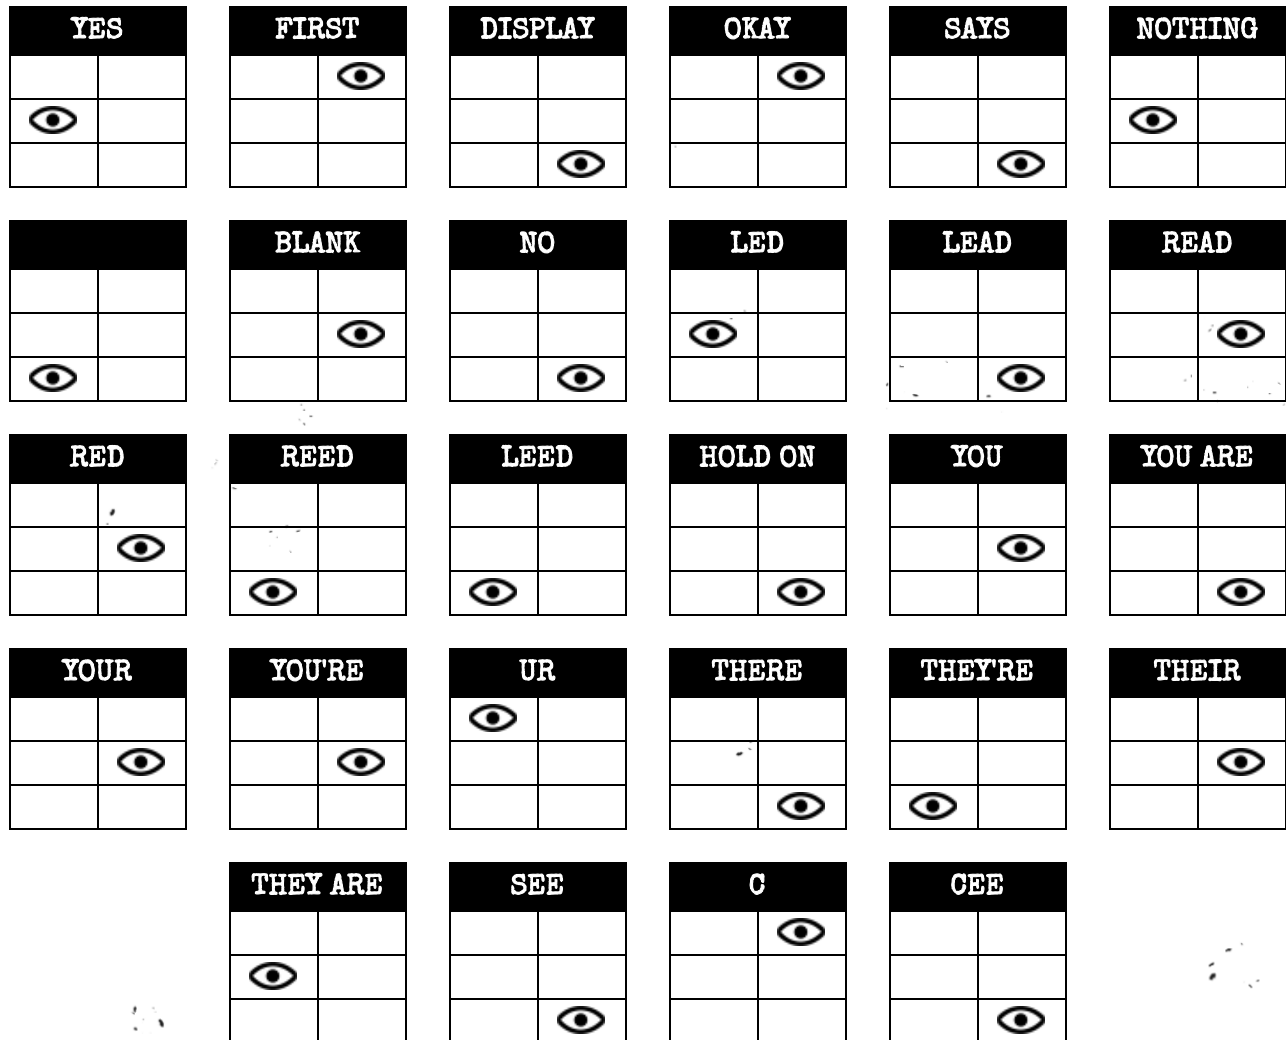 YES FIRST DISPLAY OKAY SAYS NOTHING
BLANK NO LED LEAD READ
RED REED LEED HOLD ON YOU YOU ARE
YOUR YOU'RE UR THERE THEY'RE THEIR
THEY ARE SEE C CEE